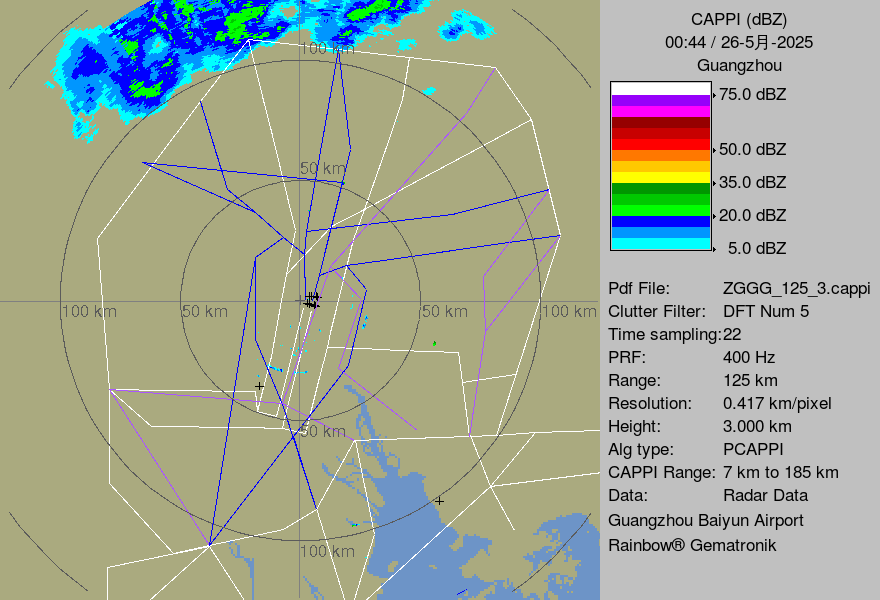 100 km
50 km
100 km
50 km
50 km
100 km
50 km
100 km
CAPPI (dBZ)
00:44 / 26-5月-2025
Guangzhou
75.0 dBZ
50.0 dBZ
35.0 dBZ
20.0 dBZ
5.0 dBZ
Pdf File: ZGGG_125_3.cappi
Clutter Filter: DFT Num 5
Time sampling:22
PRF: 400 Hz
Range: 125 km
Resolution: 0.417 km/pixel
Height: 3.000 km
Alg type: PCAPPI
CAPPI Range: 7 km to 185 km
Data: Radar Data
Guangzhou Baiyun Airport
Rainbow® Gematronik